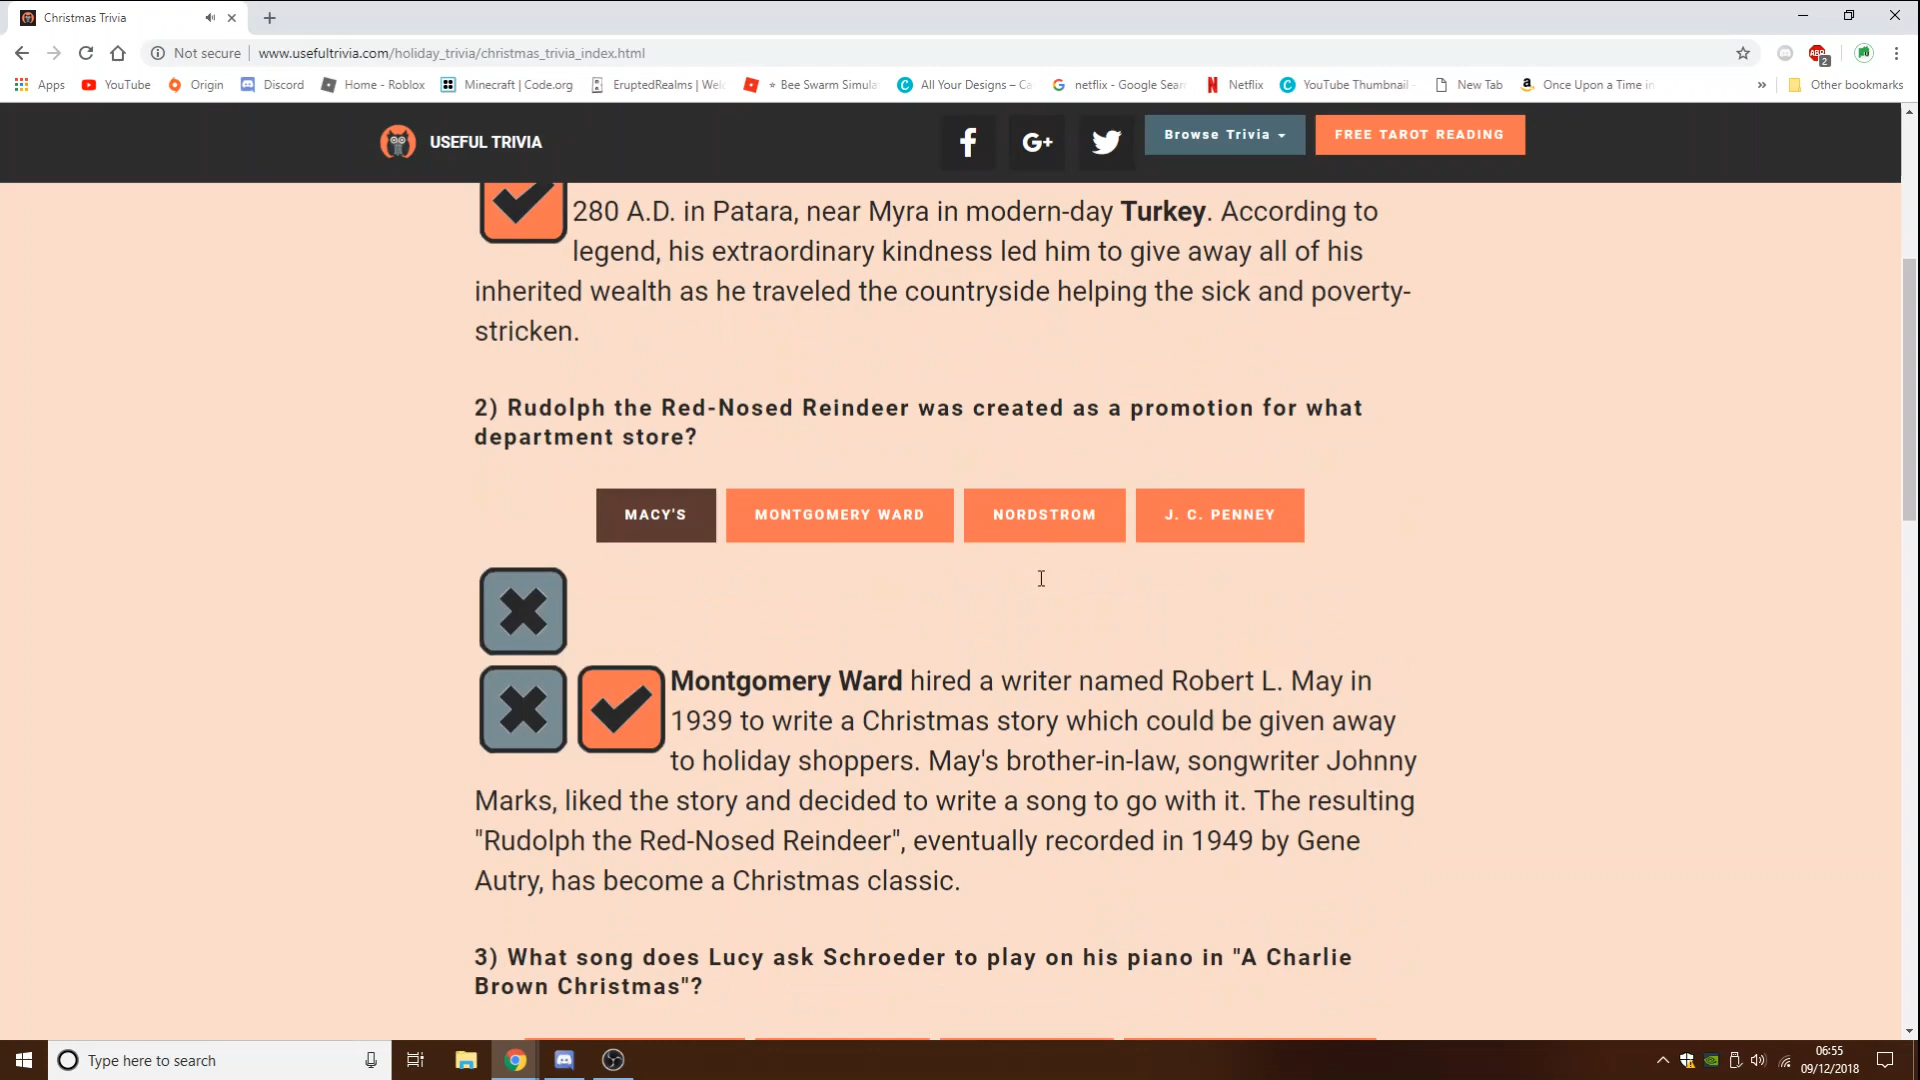 Christmas Trivia
Not secure
www.usefultrivia.com/holiday_trivia/christmas_trivia_index.html
ABP
2
Apps
YouTube
Origin
Discord
Home - Roblox
Minecraft | Code.org
EruptedRealms | Wel
Bee Swarm Simula
All Your Designs – Ca
netflix - Google Sear
Netflix
YouTube Thumbnail -
New Tab
Once Upon a Time in
»
Other bookmarks
USEFUL TRIVIA
Browse Trivia
FREE TAROT READING
280 A.D. in Patara, near Myra in modern-day Turkey. According to
legend, his extraordinary kindness led him to give away all of his
inherited wealth as he traveled the countryside helping the sick and poverty-
stricken.
2) Rudolph the Red-Nosed Reindeer was created as a promotion for what
department store?
MACY'S
MONTGOMERY WARD
NORDSTROM
J. C. PENNEY
Montgomery Ward hired a writer named Robert L. May in
1939 to write a Christmas story which could be given away
to holiday shoppers. May's brother-in-law, songwriter Johnny
Marks, liked the story and decided to write a song to go with it. The resulting
"Rudolph the Red-Nosed Reindeer", eventually recorded in 1949 by Gene
Autry, has become a Christmas classic.
3) What song does Lucy ask Schroeder to play on his piano in "A Charlie
Brown Christmas"?
Type here to search
06:55
09/12/2018